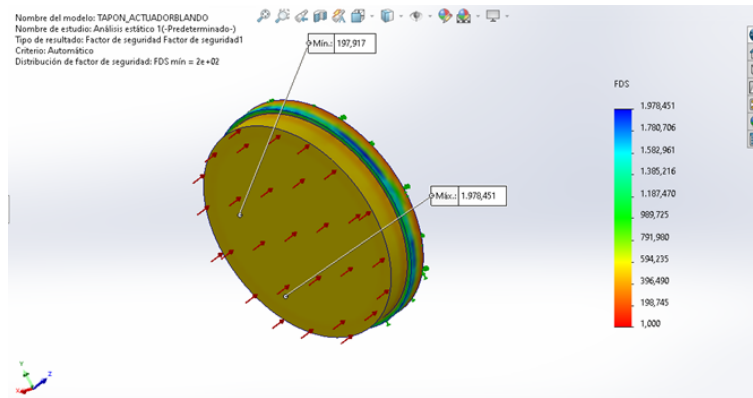 Nombre del modelo: TAPON_ACTUADORBLANDO
Nombre de estudio: Análisis estático 1(-Predeterminado-)
Tipo de resultado: Factor de seguridad Factor de seguridad1
Criterio: Automático
Distribución de factor de seguridad: FDS mín = 2e+02
Mín.: 197,917
Máx.: 1.978,451
FDS
1.978,451
1.780,706
1.582,961
1.385,216
1.187,470
989,725
791,980
594,235
396,490
198,745
1,000
Y
X
Z